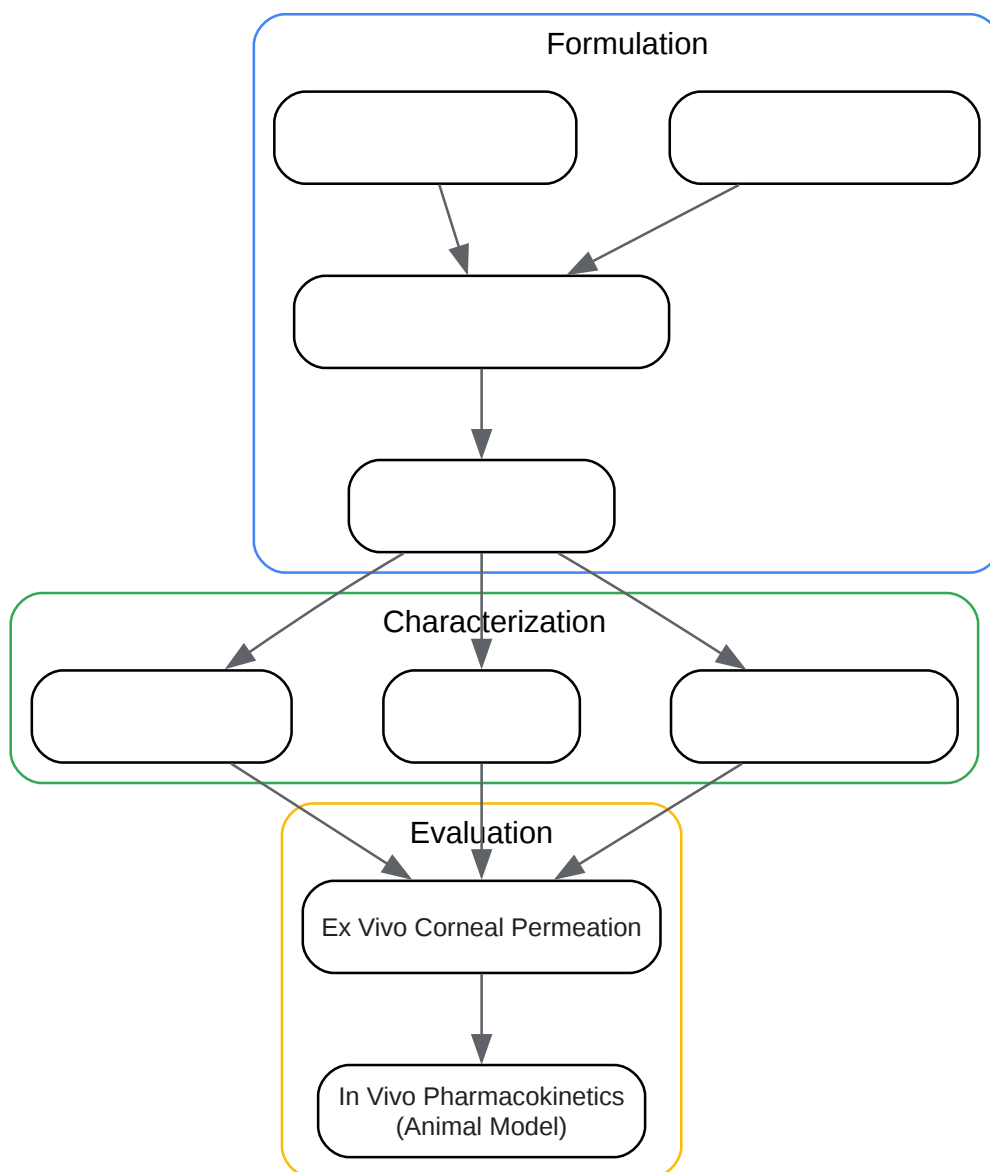 Formulation
Characterization
Evaluation
Ex Vivo Corneal Permeation
In Vivo Pharmacokinetics
(Animal Model)